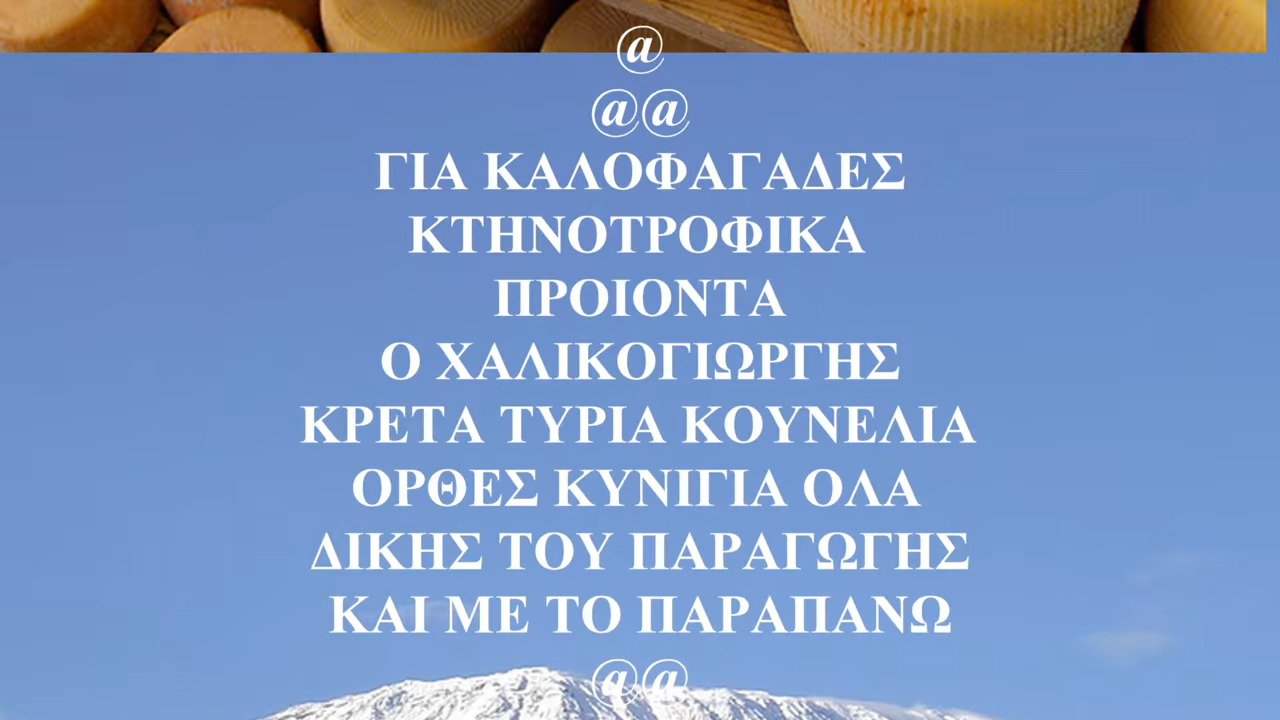 @
@@
ΓΙΑ ΚΑΛΟΦΑΓΑΔΕΣ
ΚΤΗΝΟΤΡΟΦΙΚΑ
ΠΡΟΙΟΝΤΑ
Ο ΧΑΛΙΚΟΓΙΩΡΓΗΣ
ΚΡΕΤΑ ΤΥΡΙΑ ΚΟΥΝΕΛΙΑ
ΟΡΘΕΣ ΚΥΝΙΓΙΑ ΟΛΑ
ΔΙΚΗΣ ΤΟΥ ΠΑΡΑΓΩΓΗΣ
ΚΑΙ ΜΕ ΤΟ ΠΑΡΑΠΑΝΩ
@@